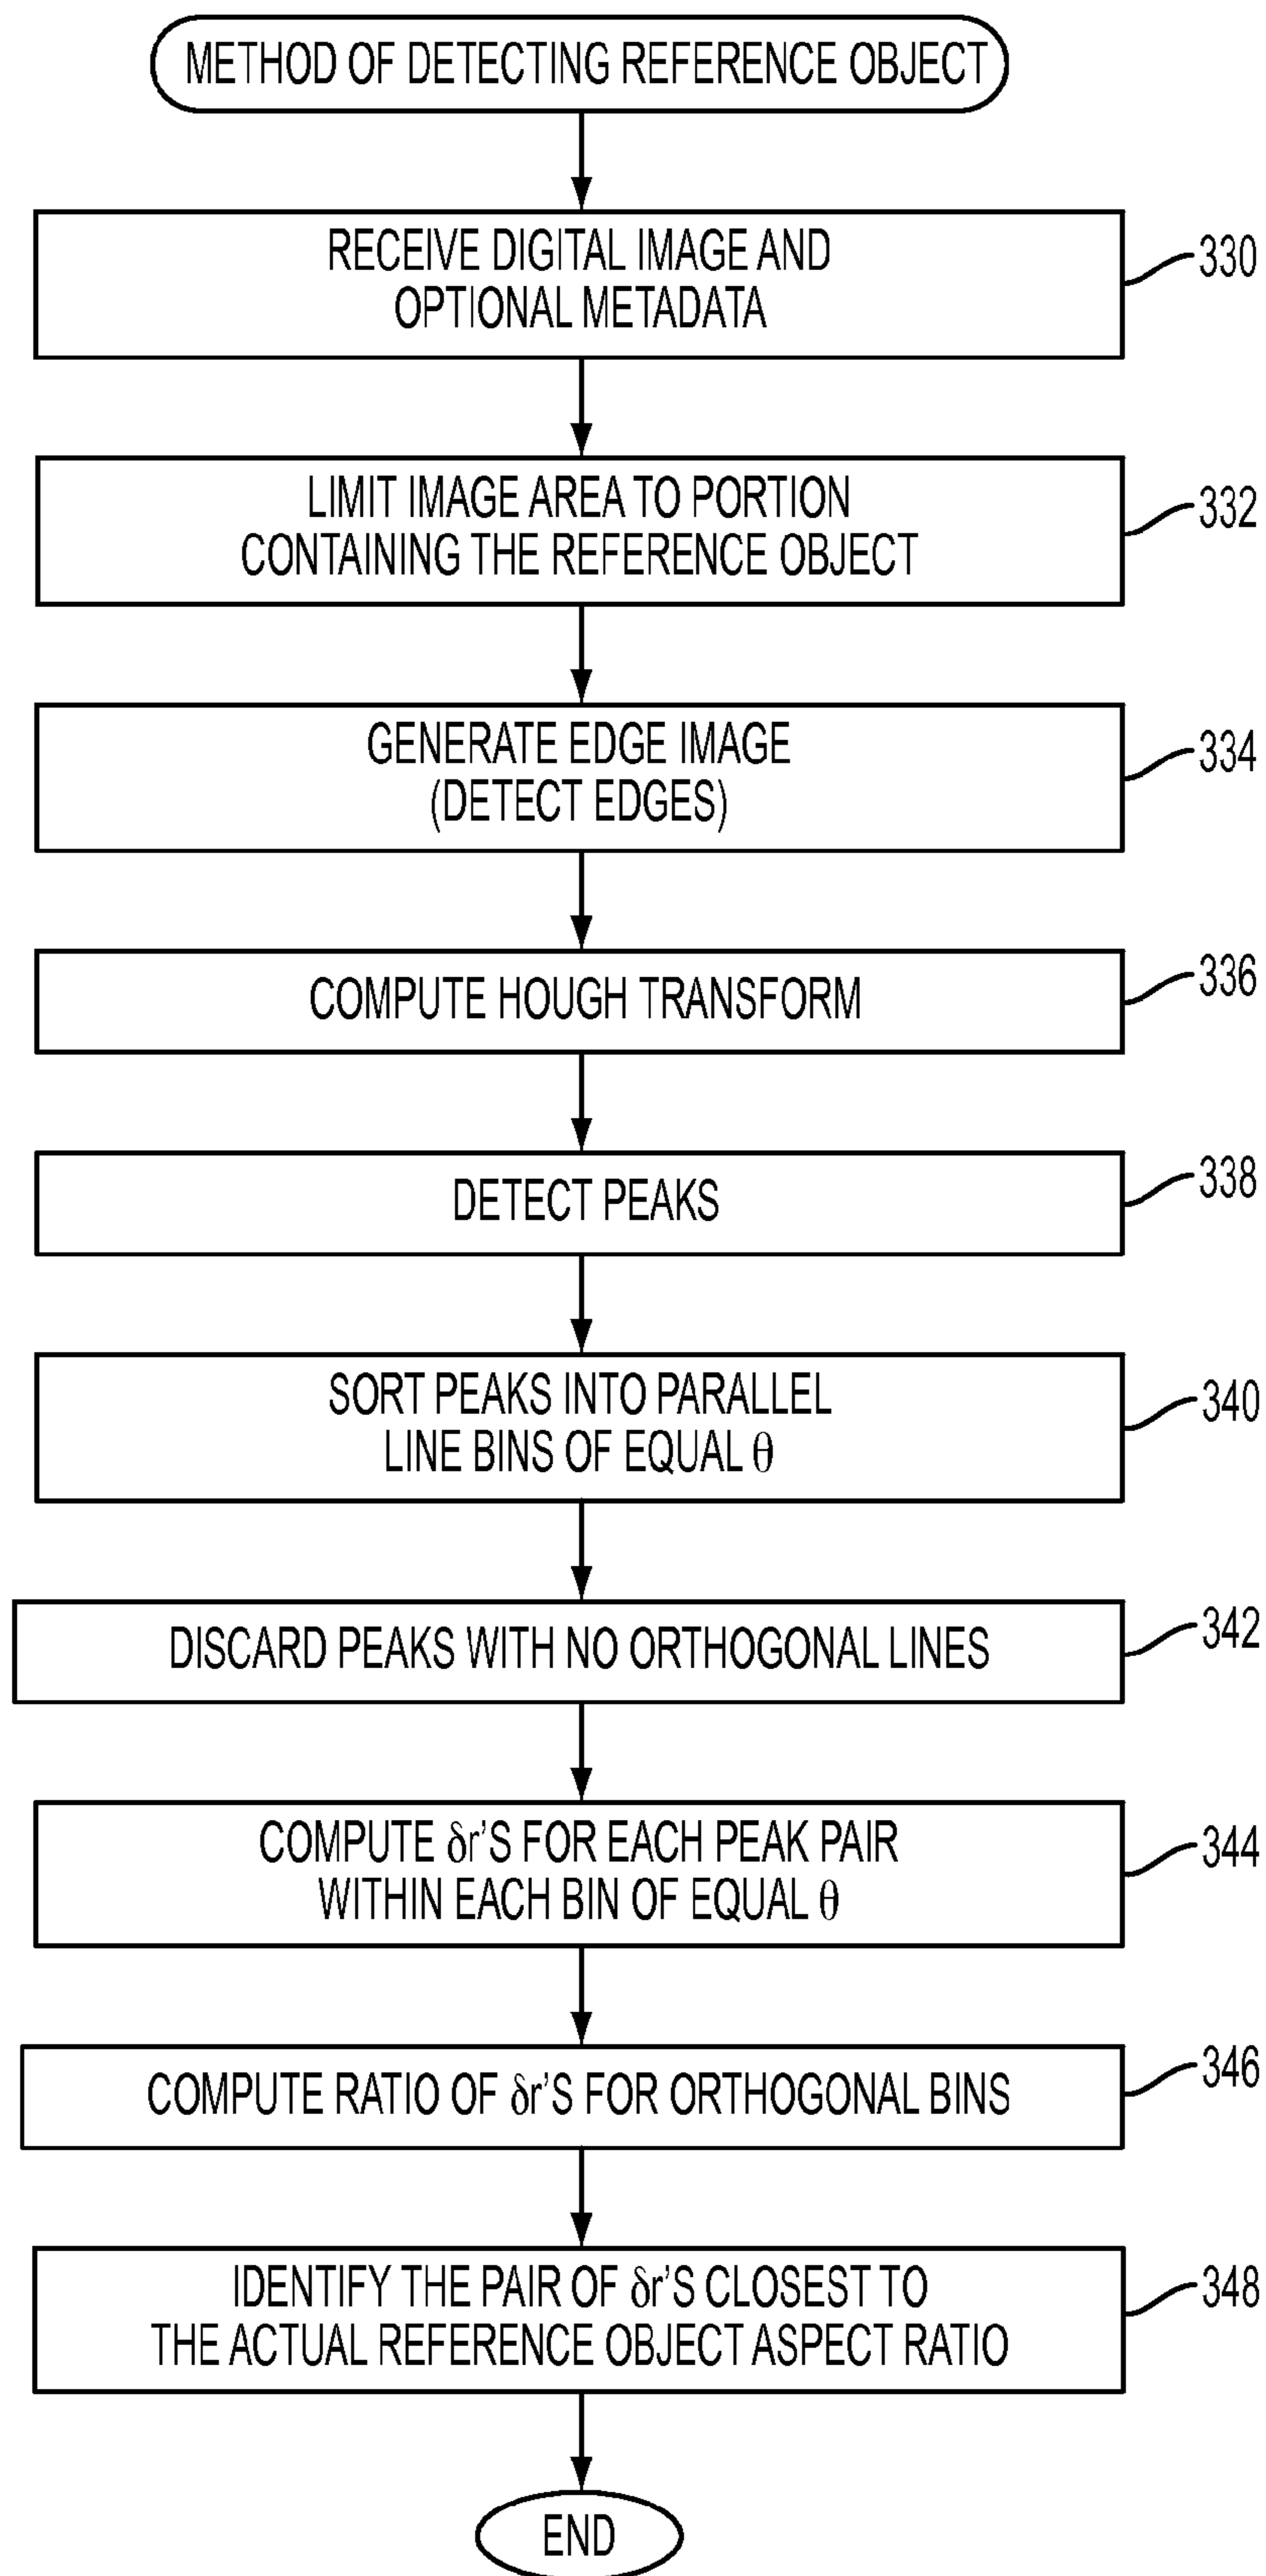 METHOD OF DETECTING REFERENCE OBJECT
RECEIVE DIGITAL IMAGE AND
OPTIONAL METADATA
330
LIMIT IMAGE AREA TO PORTION
CONTAINING THE REFERENCE OBJECT
332
GENERATE EDGE IMAGE
(DETECT EDGES)
334
COMPUTE HOUGH TRANSFORM
336
DETECT PEAKS
338
SORT PEAKS INTO PARALLEL
LINE BINS OF EQUAL θ
340
DISCARD PEAKS WITH NO ORTHOGONAL LINES
342
COMPUTE δr'S FOR EACH PEAK PAIR
WITHIN EACH BIN OF EQUAL θ
344
COMPUTE RATIO OF δr'S FOR ORTHOGONAL BINS
346
IDENTIFY THE PAIR OF δr'S CLOSEST TO
THE ACTUAL REFERENCE OBJECT ASPECT RATIO
348
END